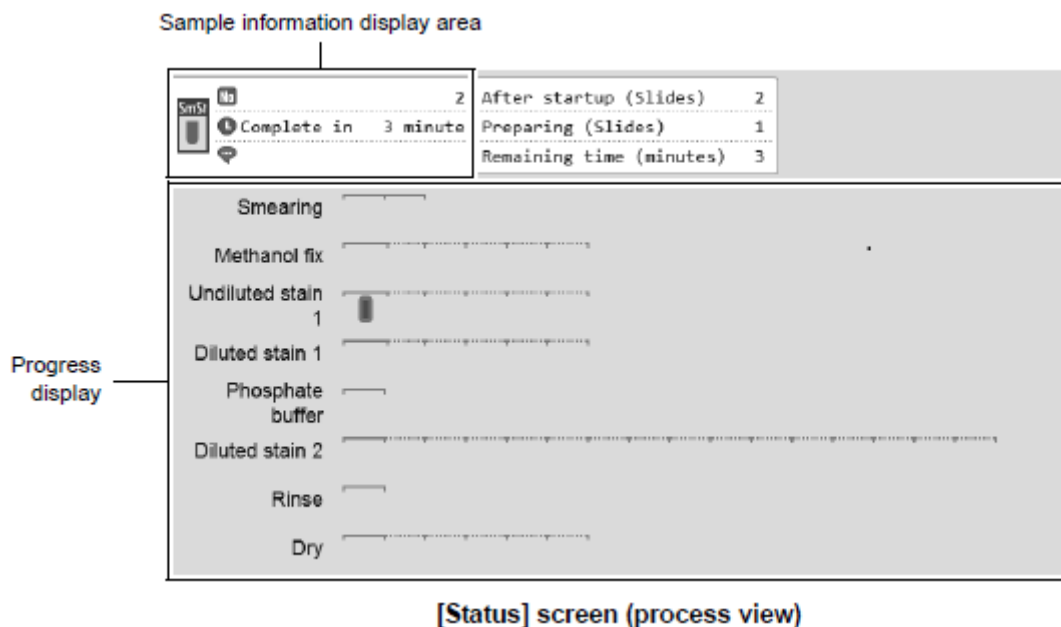 Sample information display area
SmSt
No 2
Complete in 3 minute
After startup (Slides) 2
Preparing (Slides) 1
Remaining time (minutes) 3
Progress
display
Smearing
Methanol fix
Undiluted stain
1
Diluted stain 1
Phosphate
buffer
Diluted stain 2
Rinse
Dry
[Status] screen (process view)